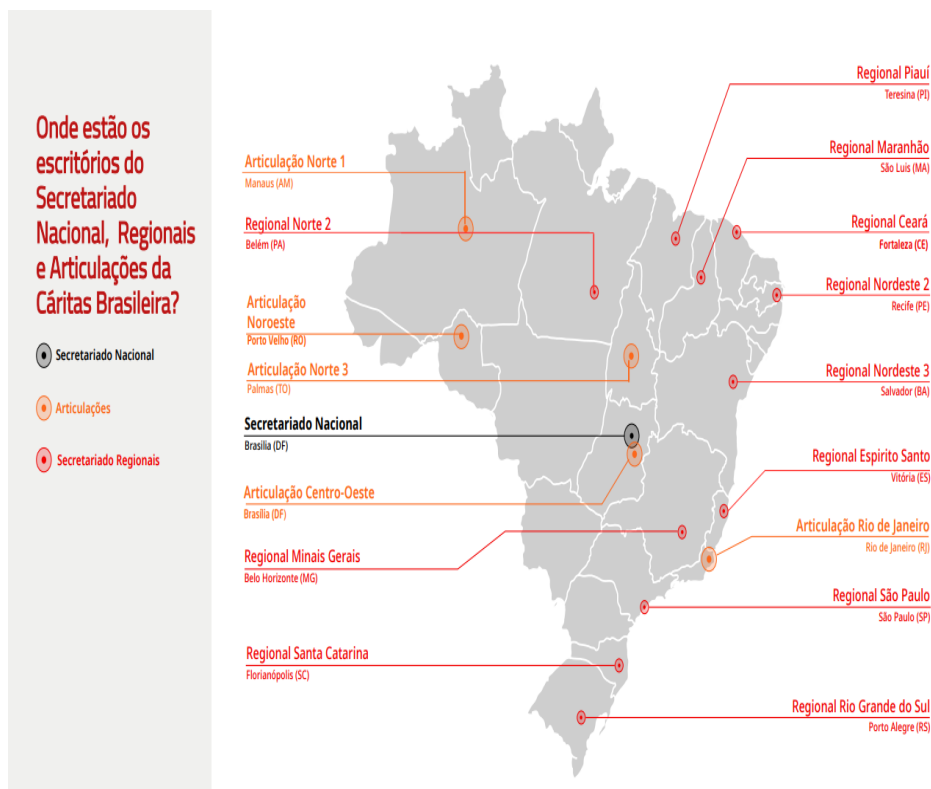 Onde estão os
escritórios do
Secretariado
Nacional, Regionais
e Articulações da
Cáritas Brasileira?
Secretariado Nacional
Articulações
Secretariado Regionais
Articulação Norte 1
Manaus (AM)
Regional Norte 2
Belém (PA)
Articulação
Noroeste
Porto Velho (RO)
Articulação Norte 3
Palmas (TO)
Secretariado Nacional
Brasilia (DF)
Articulação Centro-Oeste
Brasília (DF)
Regional Minais Gerais
Belo Horizonte (MG)
Regional Santa Catarina
Florianópolis (SC)
Regional Piauí
Teresina (PI)
Regional Maranhão
São Luis (MA)
Regional Ceará
Fortaleza (CE)
Regional Nordeste 2
Recife (PE)
Regional Nordeste 3
Salvador (BA)
Regional Espirito Santo
Vitória (ES)
Articulação Rio de Janeiro
Rio de Janeiro (RJ)
Regional São Paulo
São Paulo (SP)
Regional Rio Grande do Sul
Porto Alegre (RS)